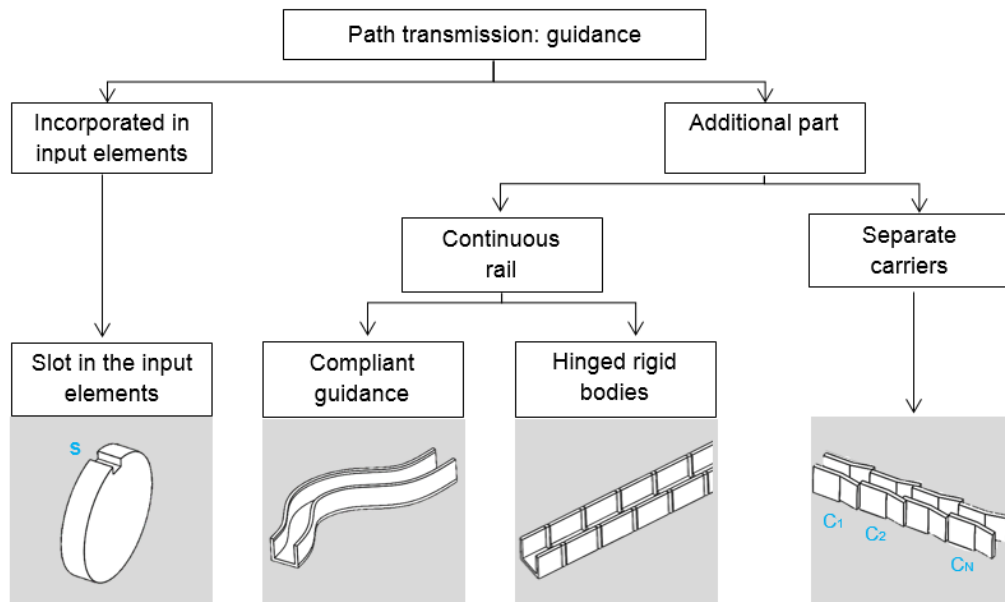 Path transmission: guidance
Incorporated in
input elements
Additional part
Continuous
rail
Separate
carriers
Slot in the input
elements
Compliant
guidance
Hinged rigid
bodies
s
C1
C2
CN